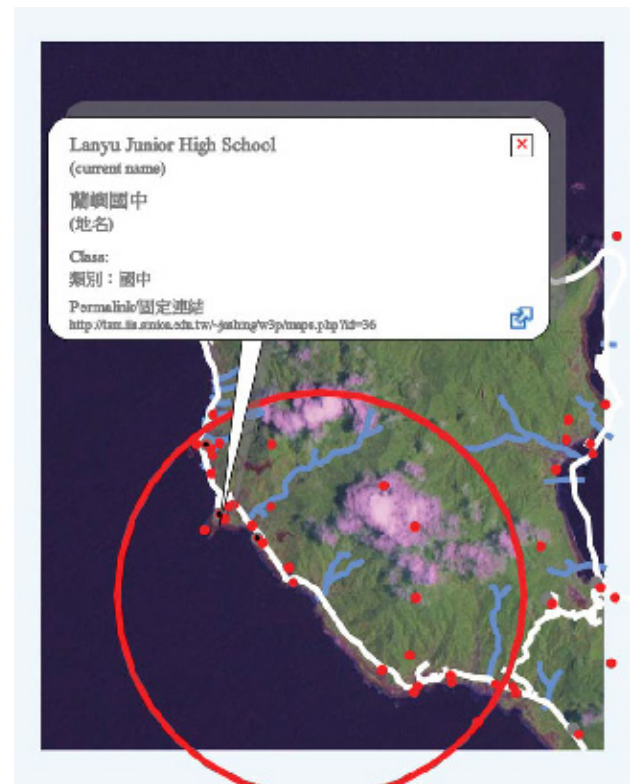 Lanyu Junior High School
(current name)
蘭嶼國中
(地名)
Class:
類別：國中
Permalink/固定連結
http://tam.iis.sinica.edu.tw/~joshmg/w3p/maps.php?id=36